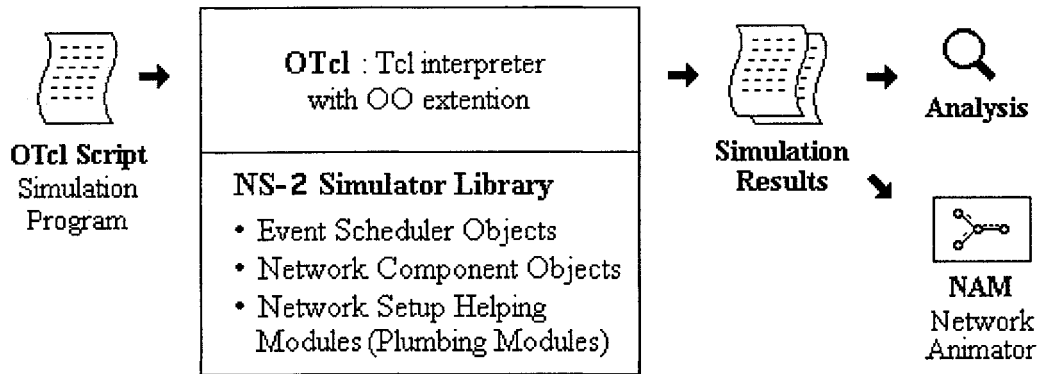 OTcl Script
Simulation
Program
OTcl : Tcl interpreter
with OO extention
NS-2 Simulator Library
• Event Scheduler Objects
• Network Component Objects
• Network Setup Helping
Modules (Plumbing Modules)
Simulation
Results
Analysis
NAM
Network
Animator